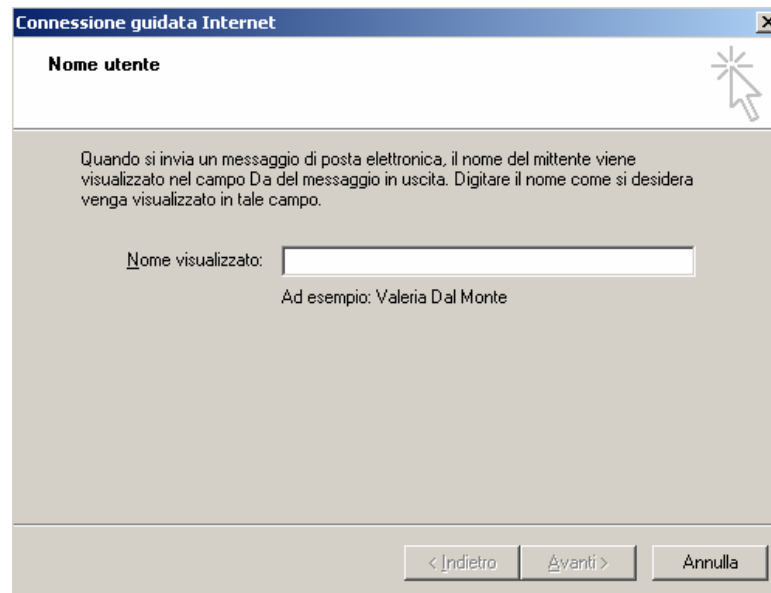 Connessione guidata Internet
Nome utente
Quando si invia un messaggio di posta elettronica, il nome del mittente viene
visualizzato nel campo Da del messaggio in uscita. Digitare il nome come si desidera
venga visualizzato in tale campo.
Nome visualizzato:
Ad esempio: Valeria Dal Monte
< Indietro Avanti > Annulla